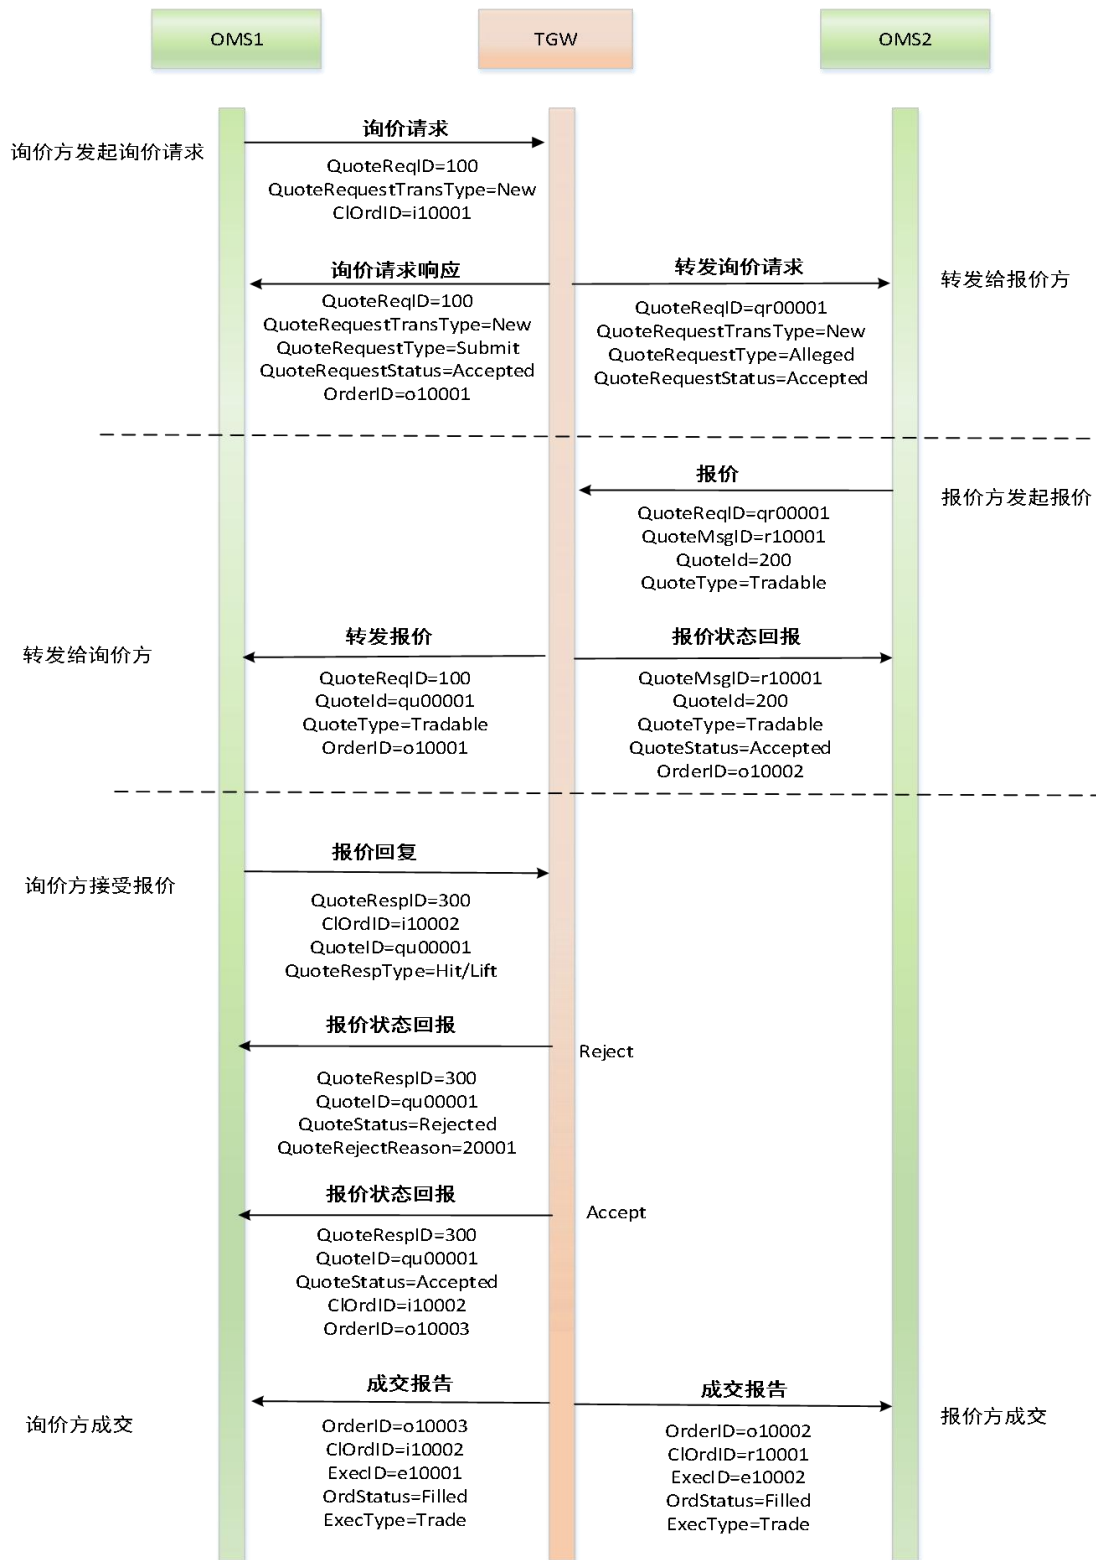 OMS1
TGW
OMS2
询价请求
询价方发起询价请求
QuoteReqID=100
QuoteRequestTransType=New
ClOrdID=i10001
询价请求响应
转发询价请求
转发给报价方
QuoteReqID=100
QuoteRequestTransType=New
QuoteRequestType=Submit
QuoteRequestStatus=Accepted
OrderID=o10001
QuoteReqID=qr00001
QuoteRequestTransType=New
QuoteRequestType=Alleged
QuoteRequestStatus=Accepted
报价
报价方发起报价
QuoteReqID=qr00001
QuoteMsgID=r10001
QuoteId=200
QuoteType=Tradable
转发报价
报价状态回报
转发给询价方
QuoteReqID=100
QuoteId=qu00001
QuoteType=Tradable
OrderID=o10001
QuoteMsgID=r10001
QuoteId=200
QuoteType=Tradable
QuoteStatus=Accepted
OrderID=o10002
报价回复
询价方接受报价
QuoteRespID=300
ClOrdID=i10002
QuoteID=qu00001
QuoteRespType=Hit/Lift
报价状态回报
Reject
QuoteRespID=300
QuoteID=qu00001
QuoteStatus=Rejected
QuoteRejectReason=20001
报价状态回报
Accept
QuoteRespID=300
QuoteID=qu00001
QuoteStatus=Accepted
ClOrdID=i10002
OrderID=o10003
成交报告
成交报告
询价方成交
报价方成交
OrderID=o10003
ClOrdID=i10002
ExecID=e10001
OrdStatus=Filled
ExecType=Trade
OrderID=o10002
ClOrdID=r10001
ExecID=e10002
OrdStatus=Filled
ExecType=Trade